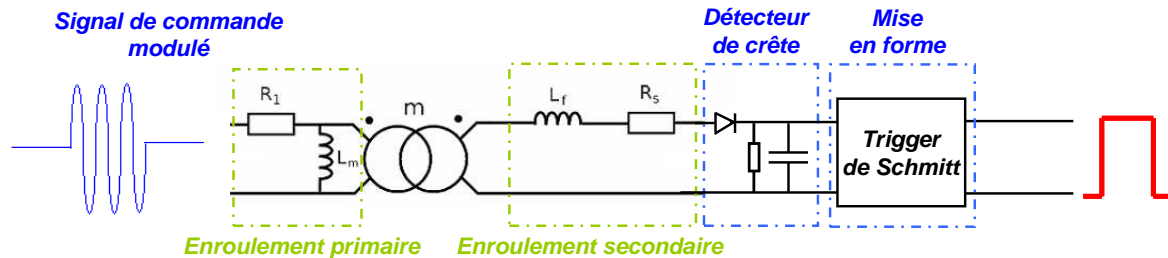 Signal de commande
modulé
Détecteur
de crête
Mise
en forme
R1
Lm
m
Lf
Rs
Trigger
de Schmitt
Enroulement primaire
Enroulement secondaire